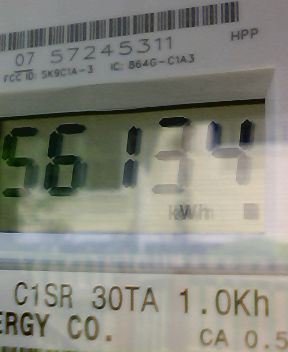 07 57245311 HPP
FCC ID: SK9C1A-3 IC: 864G-C1A3
56134
kWh
C1SR 30TA 1.0Kh
ERGY CO. CA 0.5